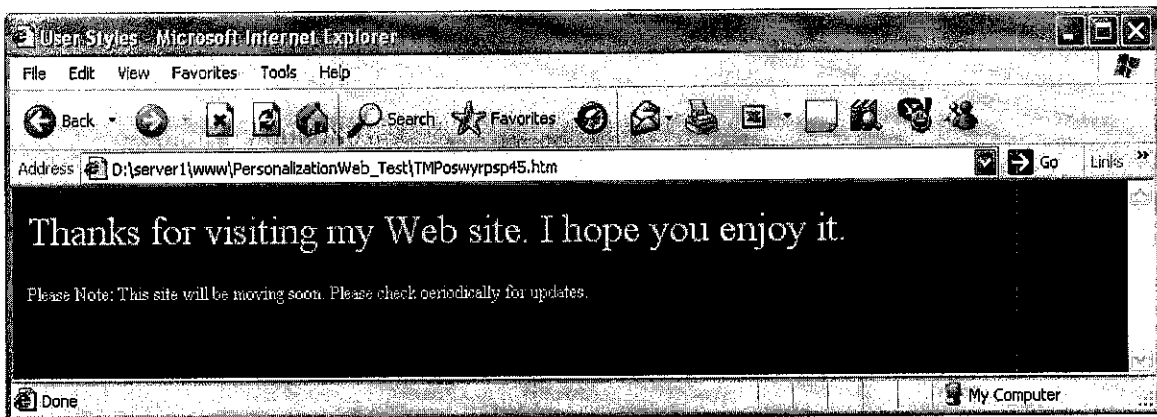 User Styles - Microsoft Internet Explorer
File Edit View Favorites Tools Help
Back Search Favorites
Address D:\server1\www\PersonalizationWeb_Test\TMPoswyrpsp45.htm Go Links »
Thanks for visiting my Web site. I hope you enjoy it.
Please Note: This site will be moving soon. Please check periodically for updates.
Done My Computer